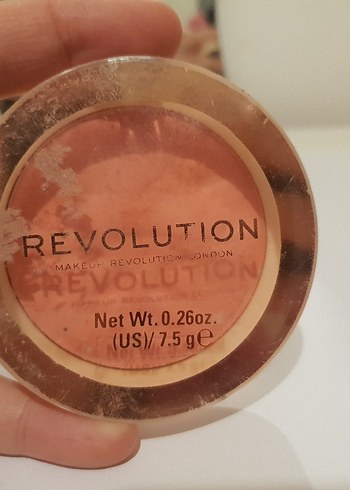 REVOLUTION
MAKEUP REVOLUTION LONDON
Net Wt. 0.26oz.
(US)/ 7.5 g℮